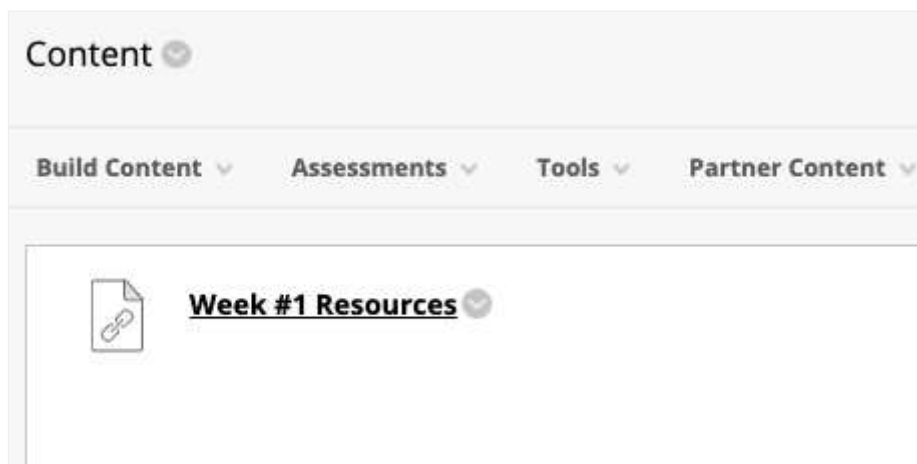 Content
Build Content Assessments Tools Partner Content
Week #1 Resources